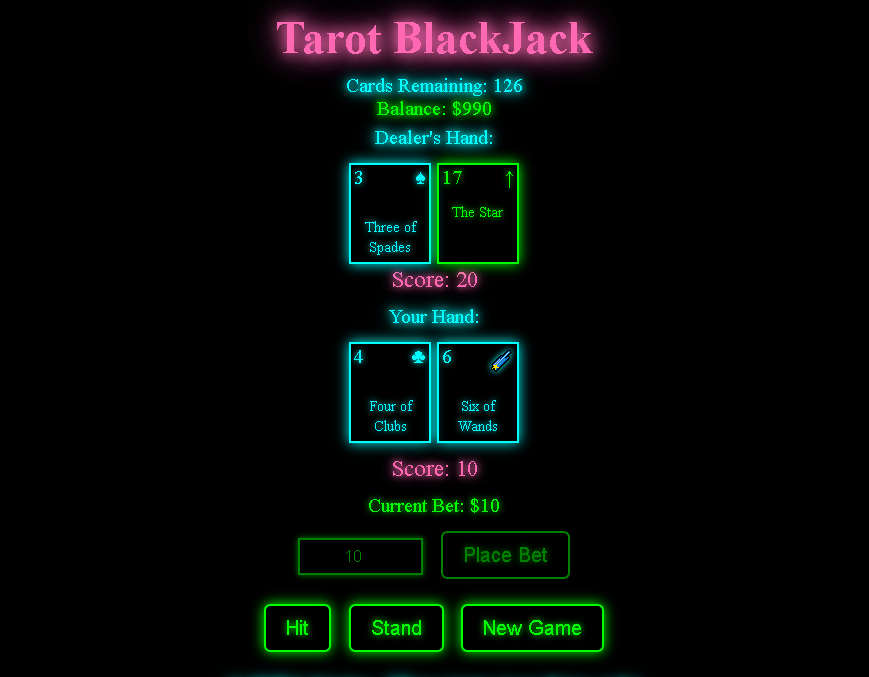 Tarot BlackJack
Cards Remaining: 126
Balance: $990
Dealer's Hand:
3 ♠
Three of
Spades
17 ↑
The Star
Score: 20
Your Hand:
4 ♣
Four of
Clubs
6
Six of
Wands
Score: 10
Current Bet: $10
10
Place Bet
Hit
Stand
New Game